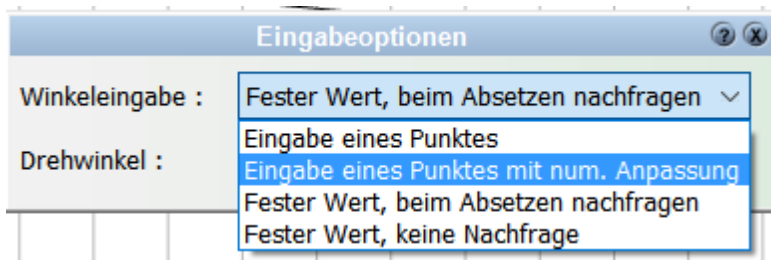 Eingabeoptionen
Winkeleingabe :
Fester Wert, beim Absetzen nachfragen
Drehwinkel :
Eingabe eines Punktes
Eingabe eines Punktes mit num. Anpassung
Fester Wert, beim Absetzen nachfragen
Fester Wert, keine Nachfrage